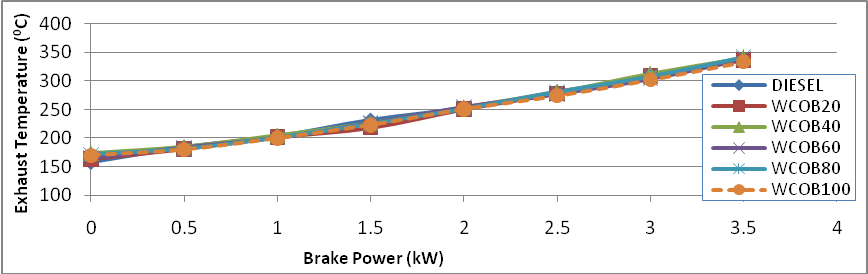 Exhaust Temperature (⁰C)
400
350
300
250
200
150
100
0 0.5 1 1.5 2 2.5 3 3.5 4
Brake Power (kW)
DIESEL
WCOB20
WCOB40
WCOB60
WCOB80
WCOB100